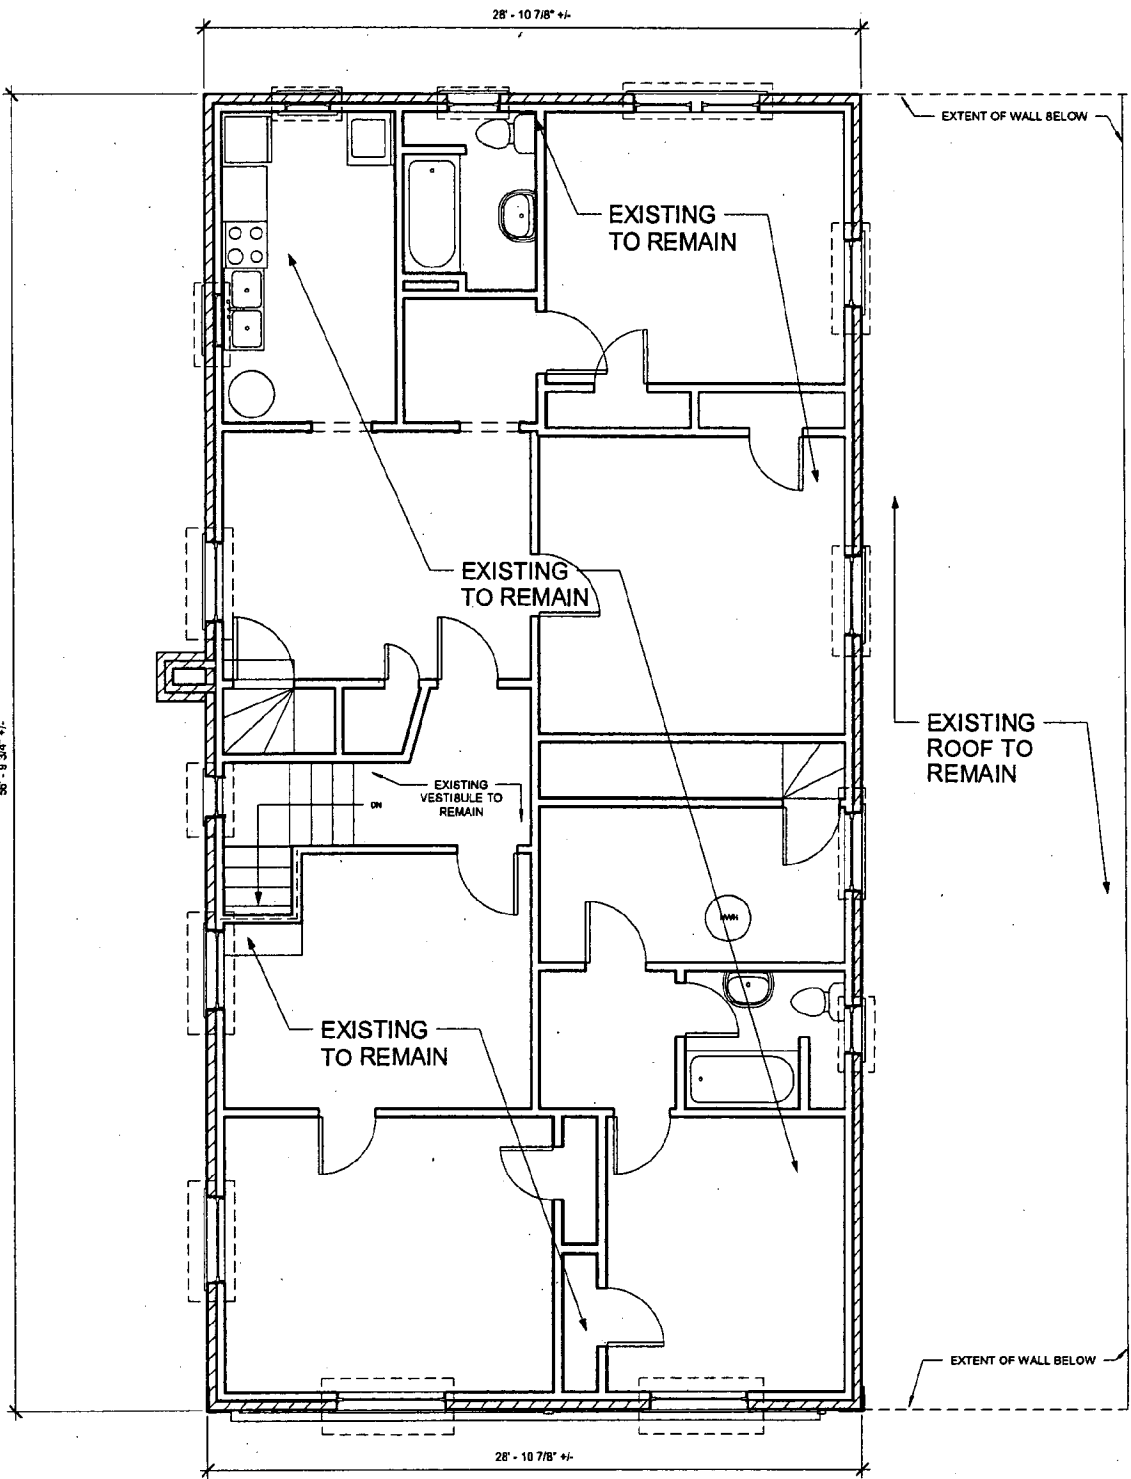 28' - 10 7/8" +/-
EXTENT OF WALL BELOW
EXISTING
TO REMAIN
EXISTING
TO REMAIN
EXISTING
ROOF TO
REMAIN
EXISTING
VESTIBULE TO
REMAIN
DN
HWH
EXISTING
TO REMAIN
EXTENT OF WALL BELOW
28' - 10 7/8" +/-